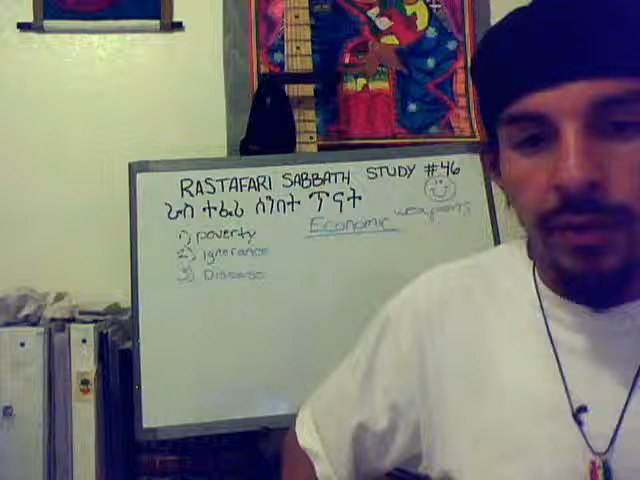 RASTAFARI SABBATH STUDY #46
ራስ ተፈሪ ሰንበት ጥናት
Economic weapons
1) poverty
2) Ignorance
3) Disease